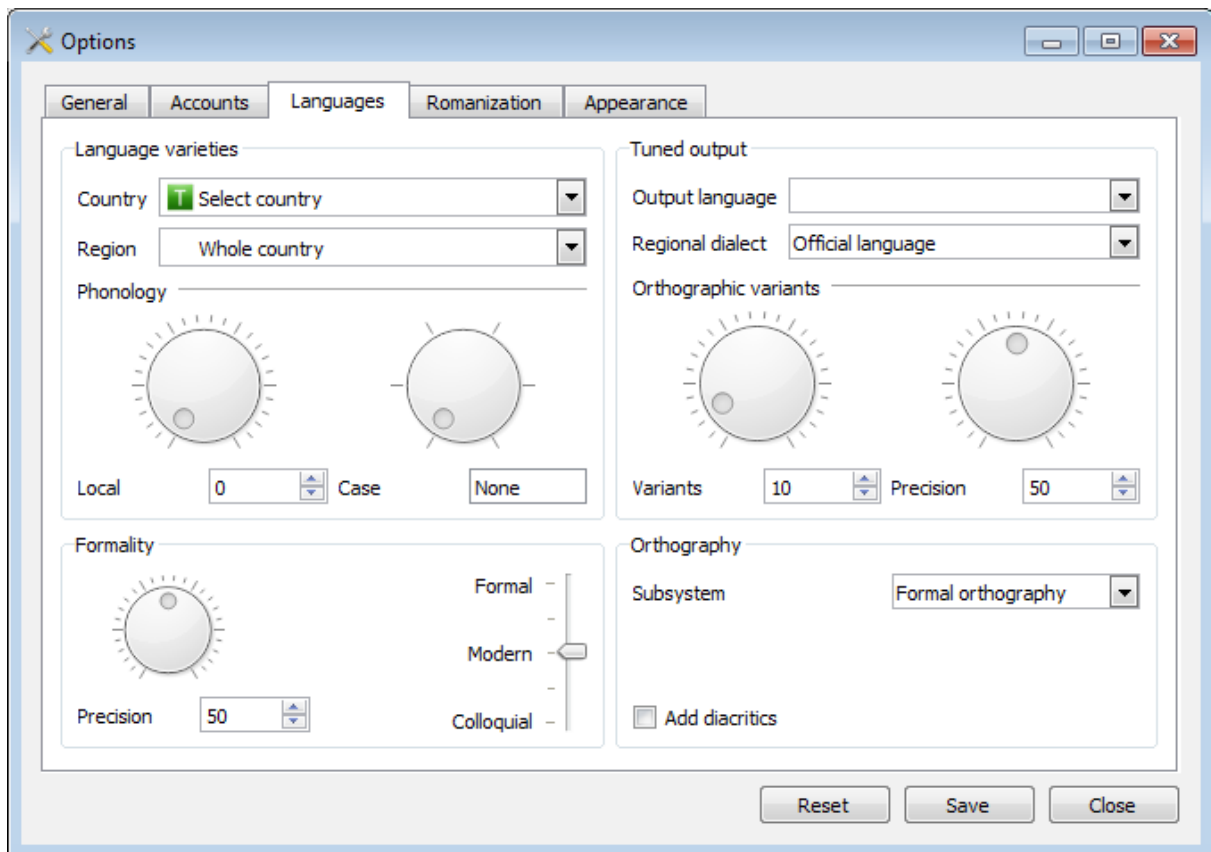 Options
General Accounts Languages Romanization Appearance
Language varieties
Country T Select country
Region Whole country
Phonology
Local 0 Case None
Tuned output
Output language
Regional dialect Official language
Orthographic variants
Variants 10 Precision 50
Formality
Formal
Modern
Colloquial
Precision 50
Orthography
Subsystem Formal orthography
Add diacritics
Reset Save Close